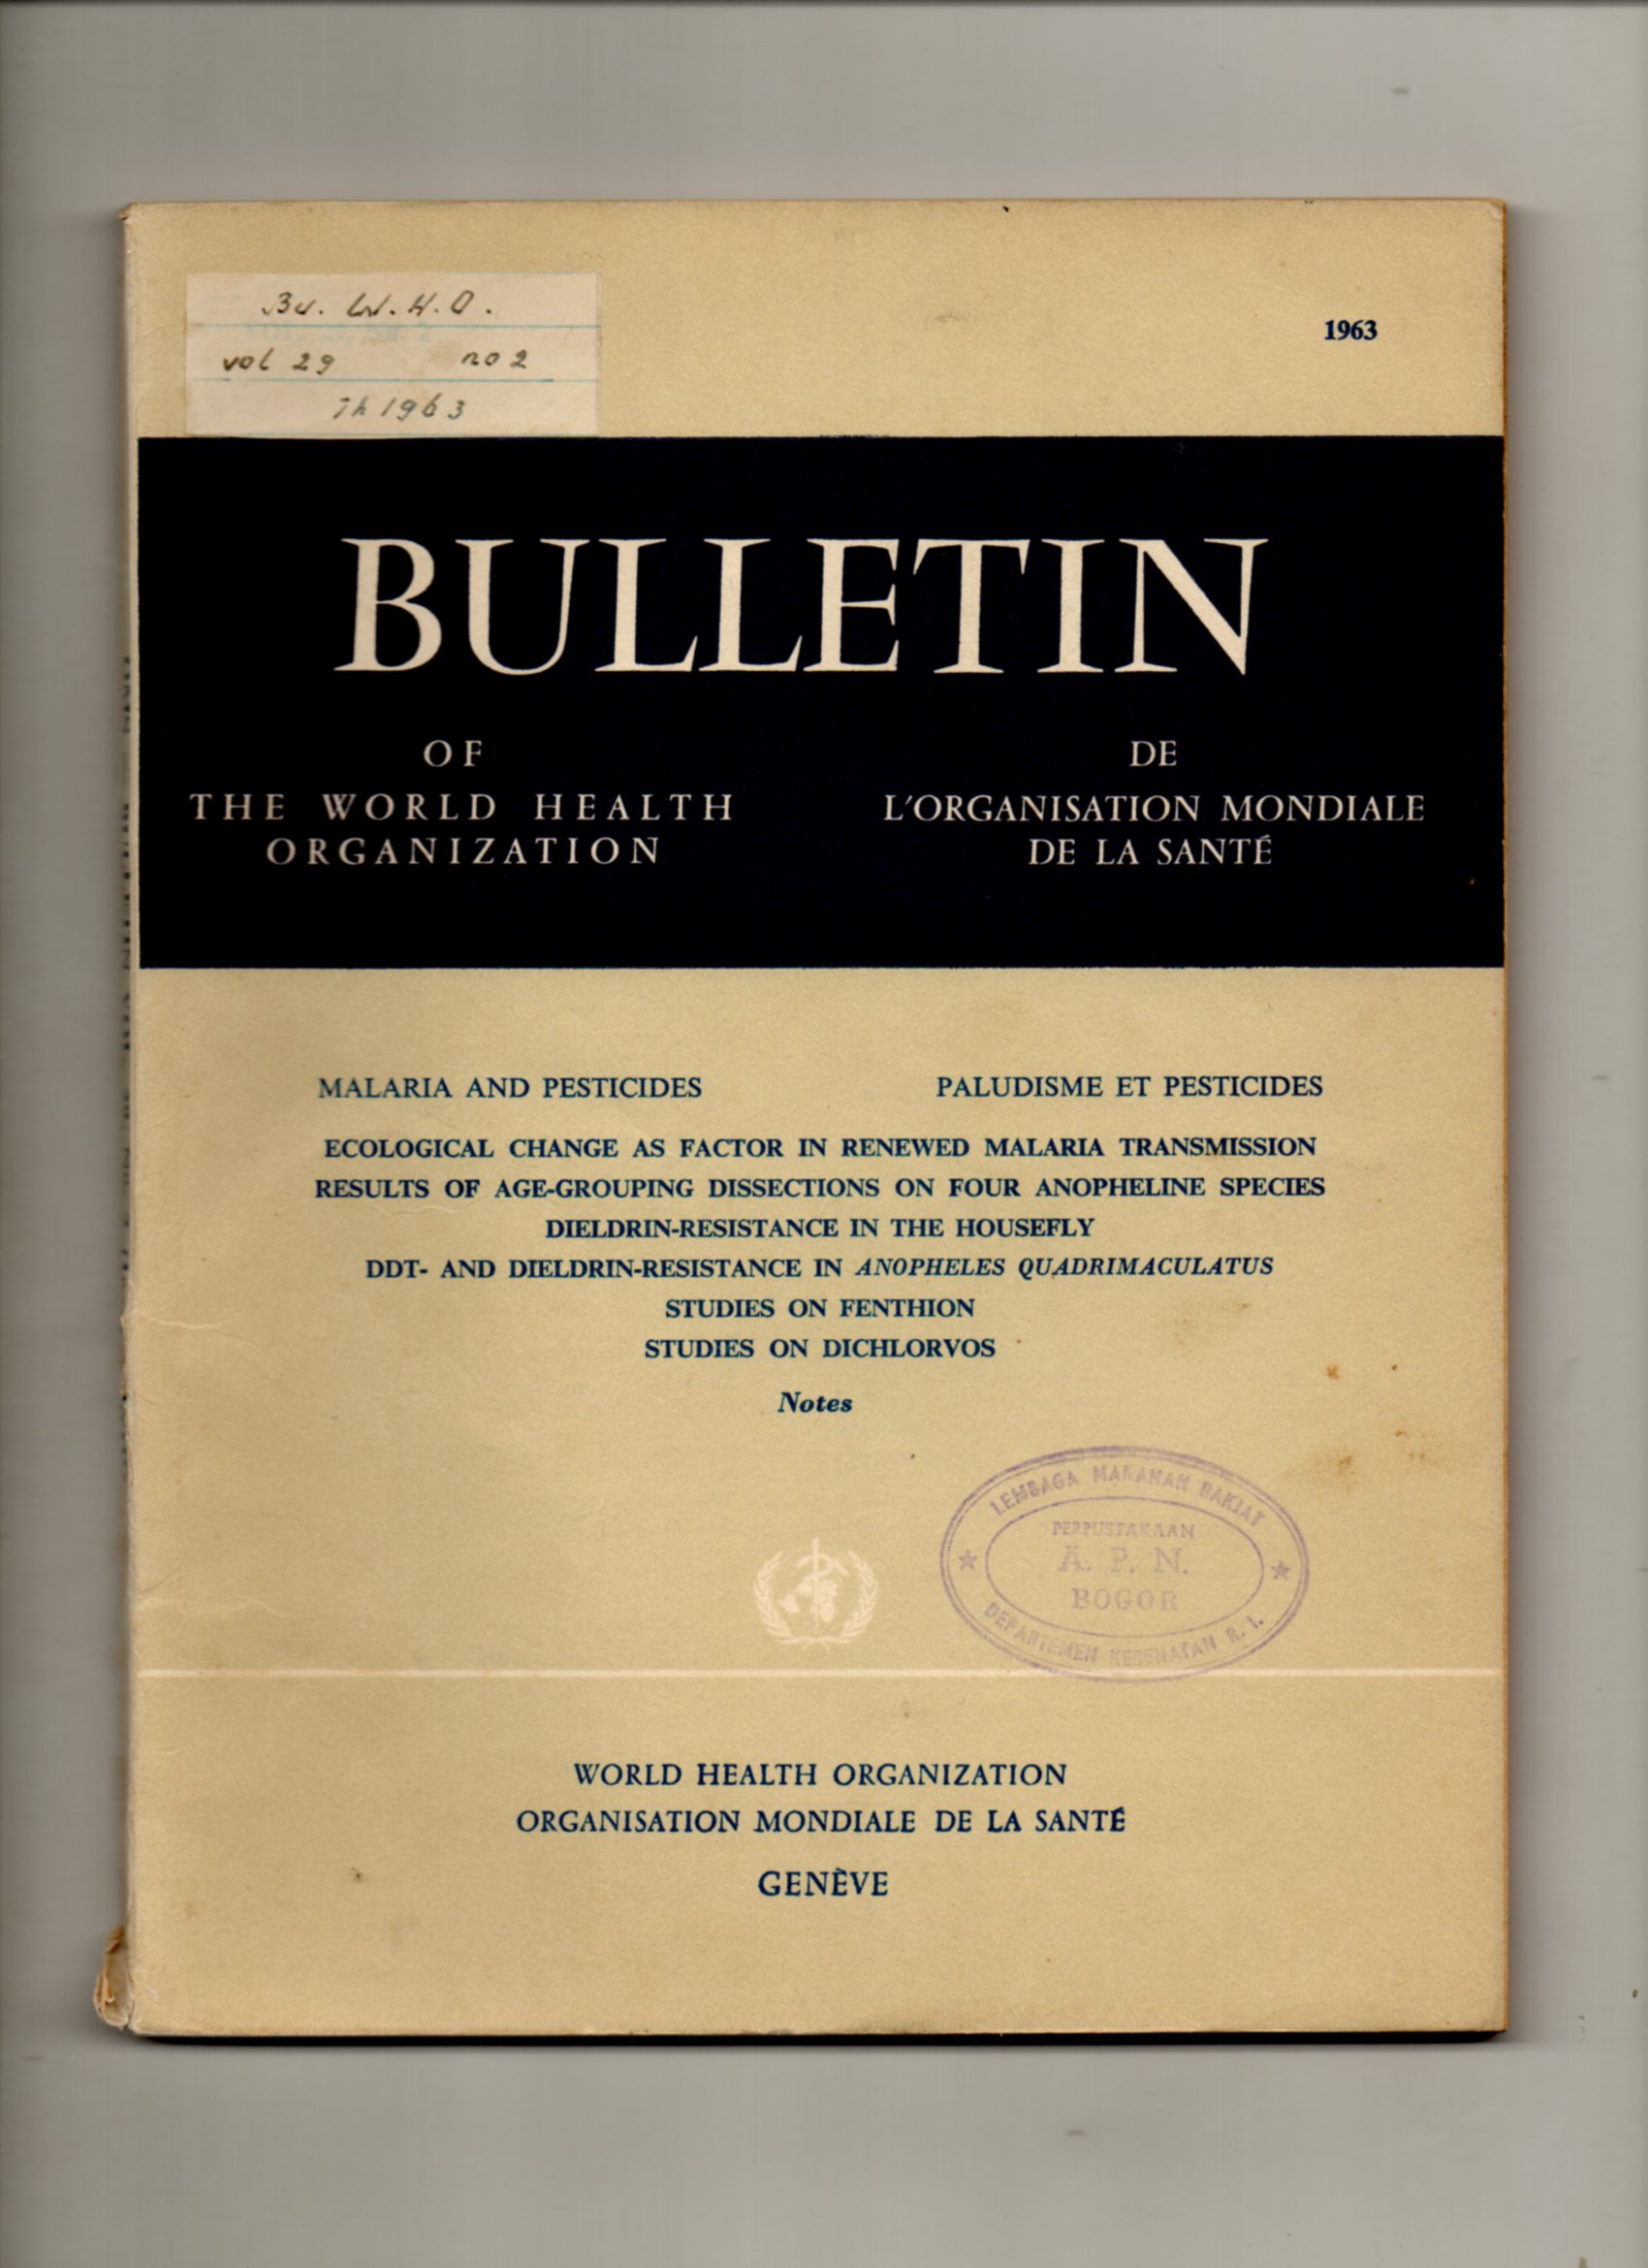 Bu. W.H.O.
vol 29 no 2
Th 1963
1963
BULLETIN
OF
THE WORLD HEALTH
ORGANIZATION
DE
L'ORGANISATION MONDIALE
DE LA SANTÉ
MALARIA AND PESTICIDES
PALUDISME ET PESTICIDES
ECOLOGICAL CHANGE AS FACTOR IN RENEWED MALARIA TRANSMISSION
RESULTS OF AGE-GROUPING DISSECTIONS ON FOUR ANOPHELINE SPECIES
DIELDRIN-RESISTANCE IN THE HOUSEFLY
DDT- AND DIELDRIN-RESISTANCE IN ANOPHELES QUADRIMACULATUS
STUDIES ON FENTHION
STUDIES ON DICHLORVOS
Notes
LEMBAGA MAKANAN RAKJAT
PERPUSTAKAAN
A. P. N.
BOGOR
DEPARTEMEN KESEHATAN R. I.
WORLD HEALTH ORGANIZATION
ORGANISATION MONDIALE DE LA SANTÉ
GENÈVE